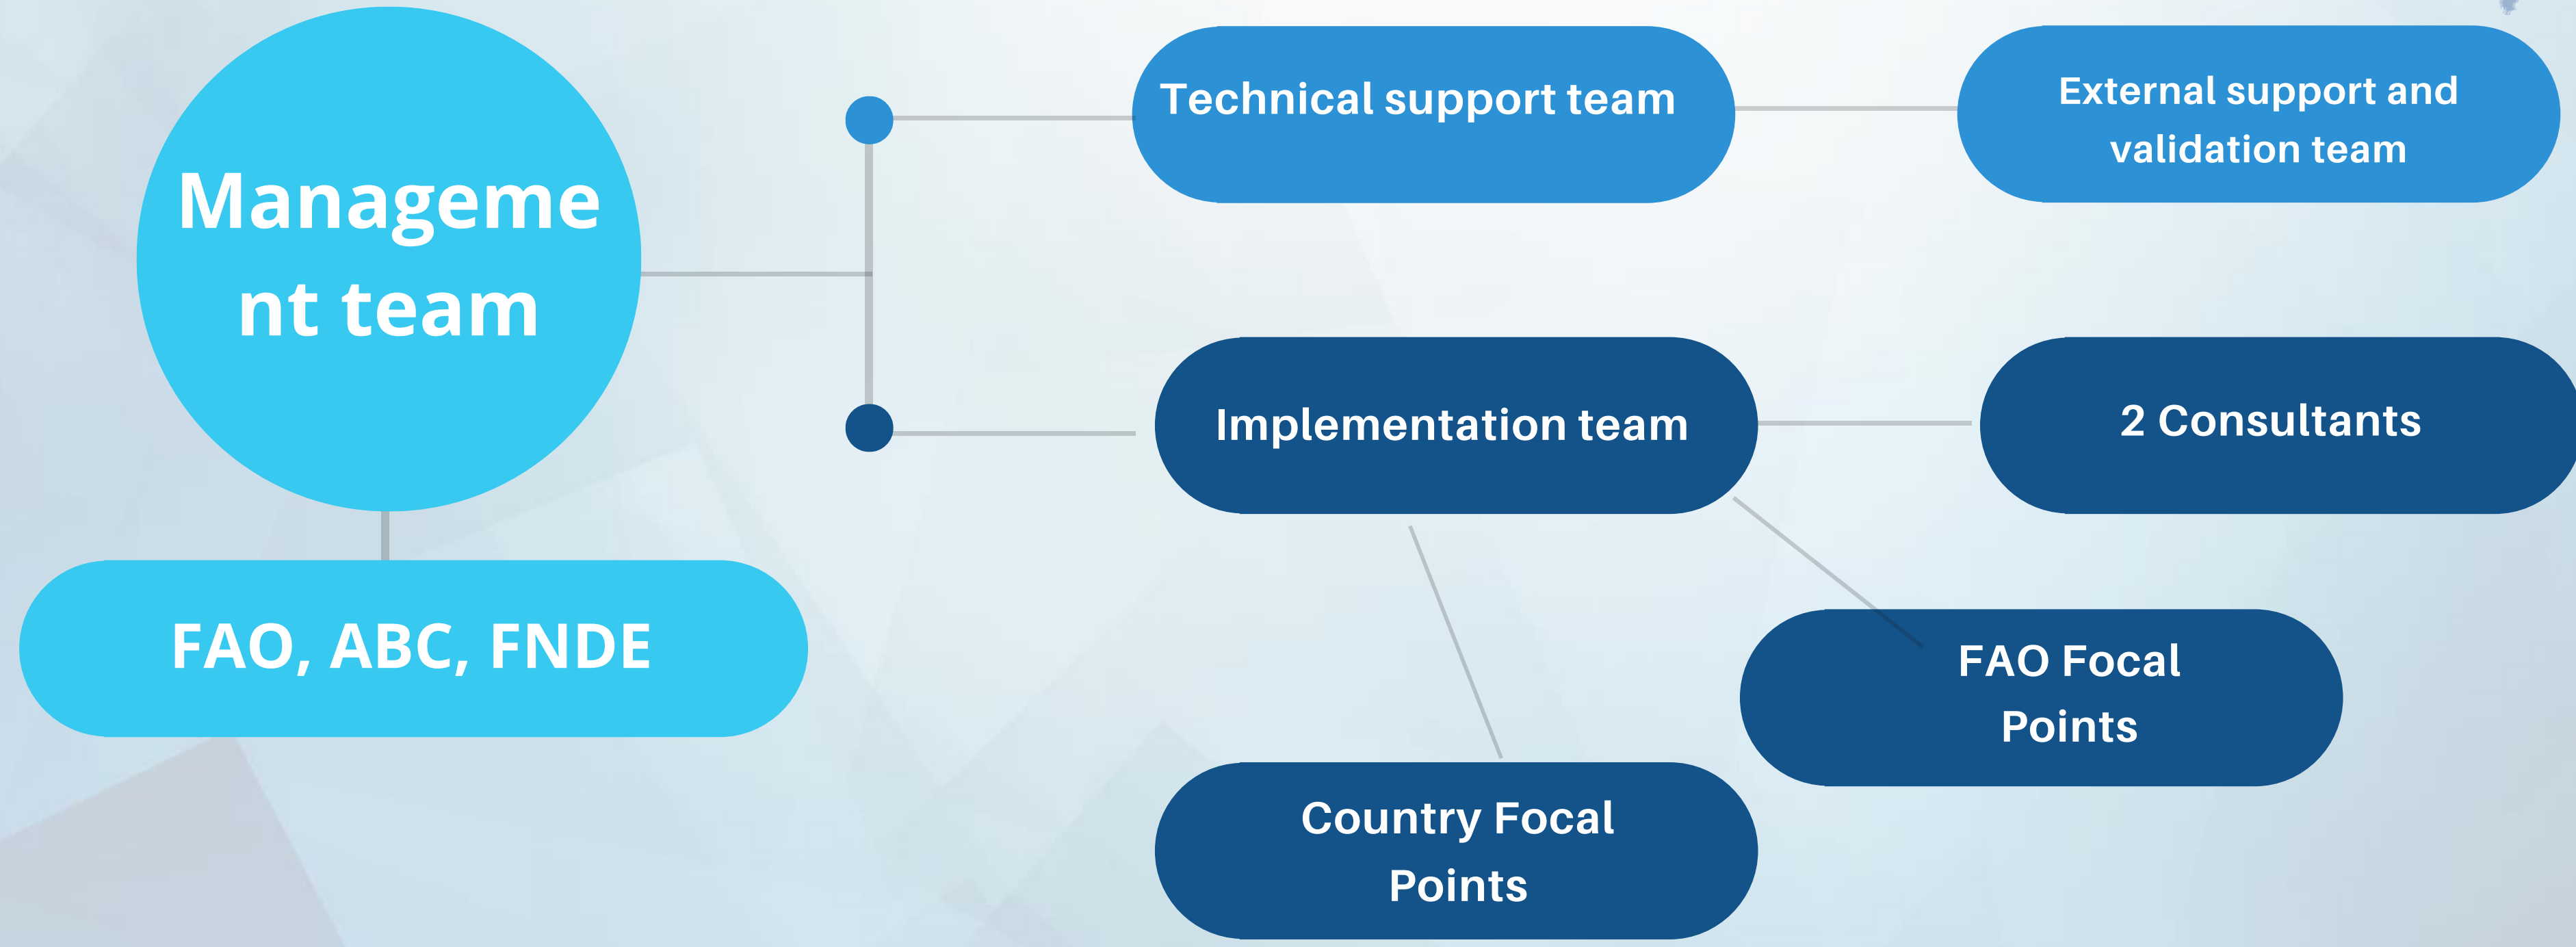 Manageme
nt team
FAO, ABC, FNDE
Technical support team
External support and
validation team
Implementation team
2 Consultants
FAO Focal
Points
Country Focal
Points